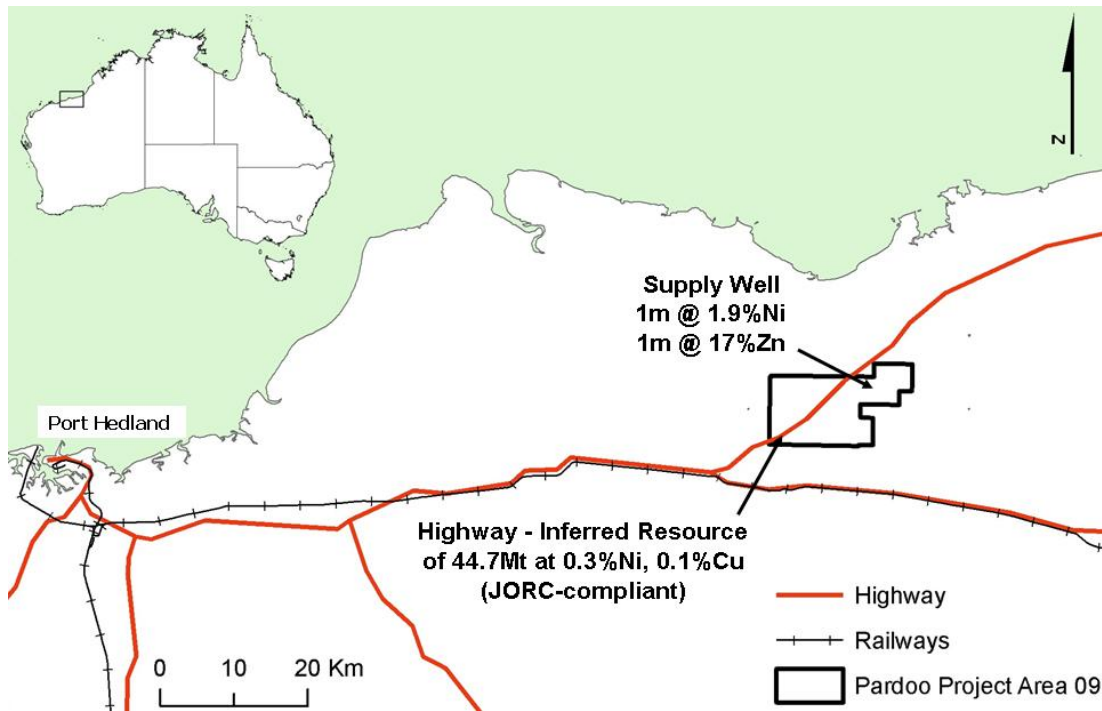 N
Supply Well
1m @ 1.9%Ni
1m @ 17%Zn
Port Hedland
Highway - Inferred Resource
of 44.7Mt at 0.3%Ni, 0.1%Cu
(JORC-compliant)
Highway
Railways
Pardoo Project Area 09
0 10 20 Km